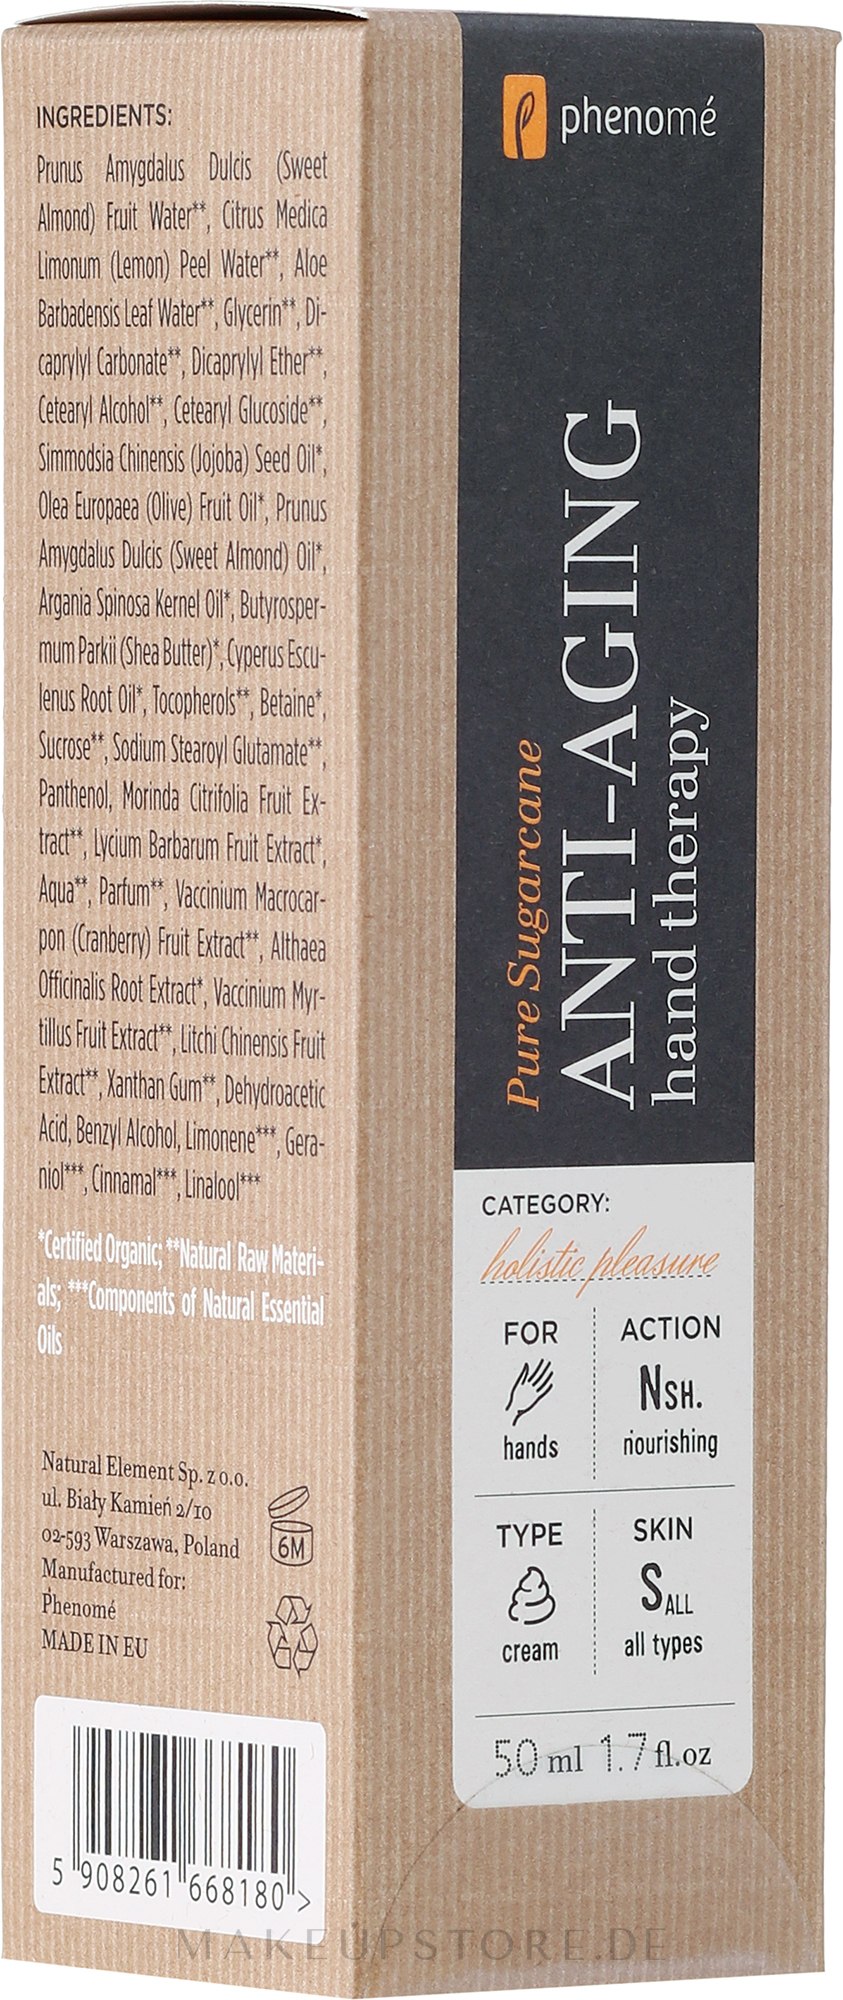 INGREDIENTS:
Prunus Amygdalus Dulcis (Sweet
Almond) Fruit Water**, Citrus Medica
Limonum (Lemon) Peel Water**, Aloe
Barbadensis Leaf Water**, Glycerin**, Di-
caprylyl Carbonate**, Dicaprylyl Ether**,
Cetearyl Alcohol**, Cetearyl Glucoside**,
Simmodsia Chinensis (Jojoba) Seed Oil*,
Olea Europaea (Olive) Fruit Oil*, Prunus
Amygdalus Dulcis (Sweet Almond) Oil*,
Argania Spinosa Kernel Oil*, Butyrosper-
mum Parkii (Shea Butter)*, Cyperus Escu-
lenus Root Oil*, Tocopherols**, Betaine*,
Sucrose**, Sodium Stearoyl Glutamate**,
Panthenol, Morinda Citrifolia Fruit Ex-
tract**, Lycium Barbarum Fruit Extract*,
Aqua**, Parfum**, Vaccinium Macrocar-
pon (Cranberry) Fruit Extract**, Althaea
Officinalis Root Extract*, Vaccinium Myr-
tillus Fruit Extract**, Litchi Chinensis Fruit
Extract**, Xanthan Gum**, Dehydroacetic
Acid, Benzyl Alcohol, Limonene***, Gera-
niol***, Cinnamal***, Linalool***
*Certified Organic; **Natural Raw Materi-
als; ***Components of Natural Essential
Oils
Natural Element Sp. z o.o.
ul. Biały Kamień 2/10
02-593 Warszawa, Poland
Manufactured for:
Phenomé
MADE IN EU
6M
5 908261 668180 >
phenomé
Pure Sugarcane
ANTI-AGING
hand therapy
CATEGORY:
holistic pleasure
FOR
hands
ACTION
NSH.
nourishing
TYPE
cream
SKIN
SALL
all types
50 ml 1.7 fl.oz
MAKEUPSTORE.DE